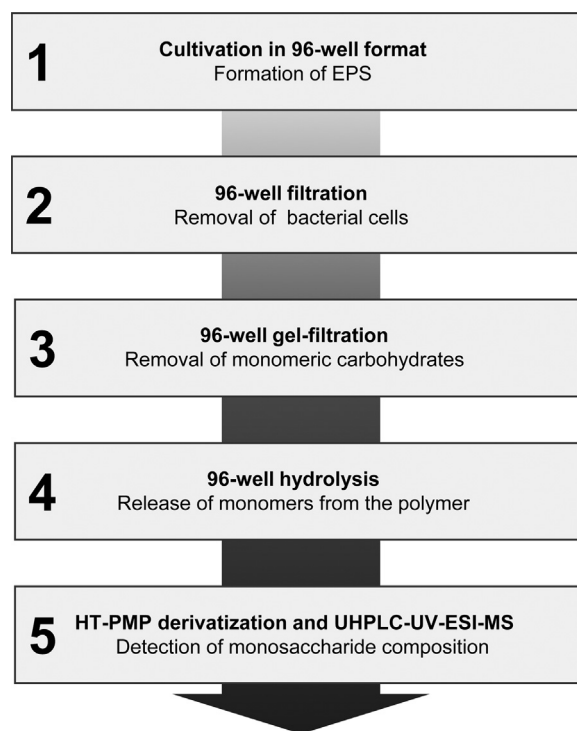 1
Cultivation in 96-well format
Formation of EPS
2
96-well filtration
Removal of bacterial cells
3
96-well gel-filtration
Removal of monomeric carbohydrates
4
96-well hydrolysis
Release of monomers from the polymer
5
HT-PMP derivatization and UHPLC-UV-ESI-MS
Detection of monosaccharide composition